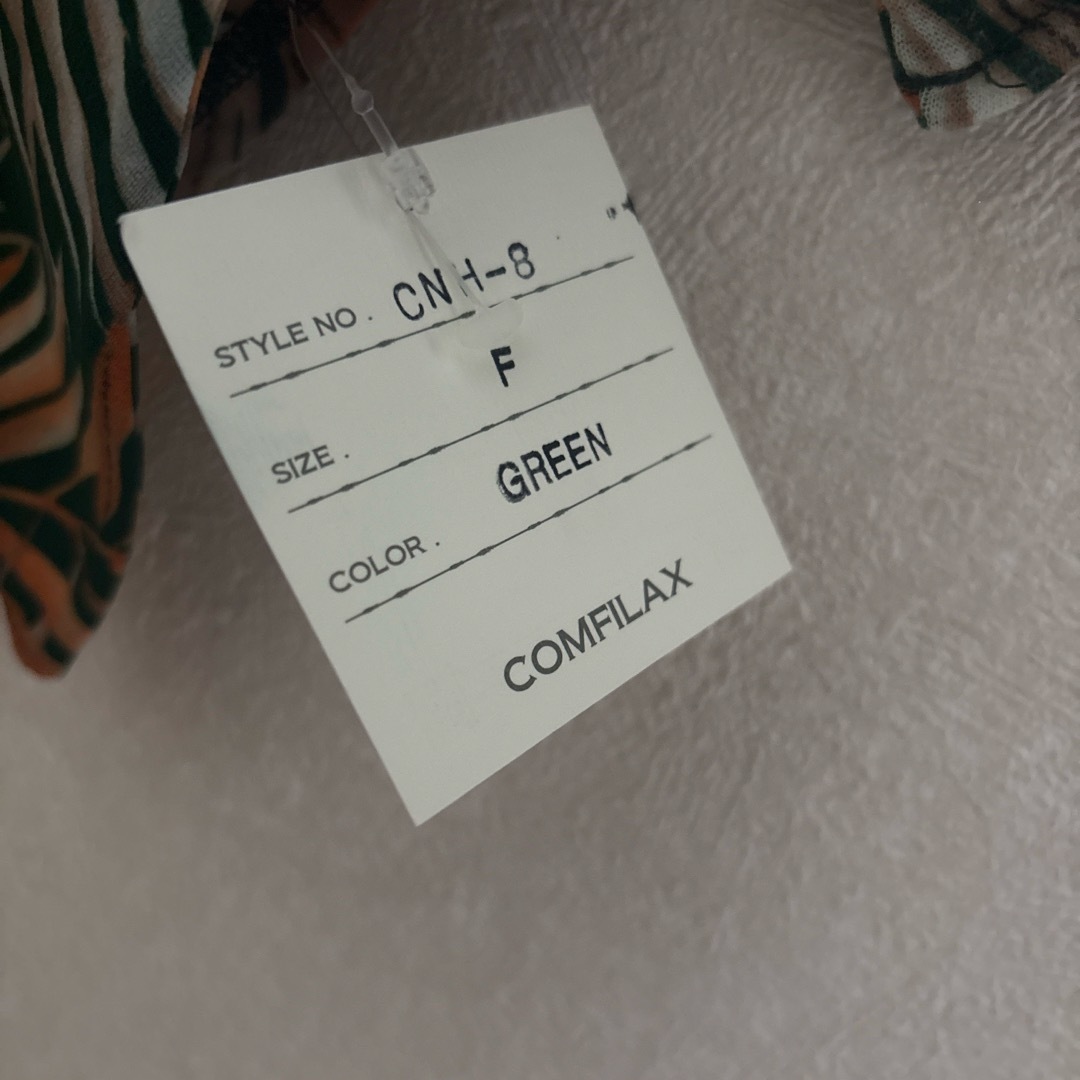 STYLE NO. CNH-8
SIZE. F
COLOR. GREEN
COMFILAX